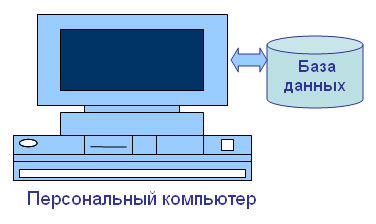 База
данных
Персональный компьютер